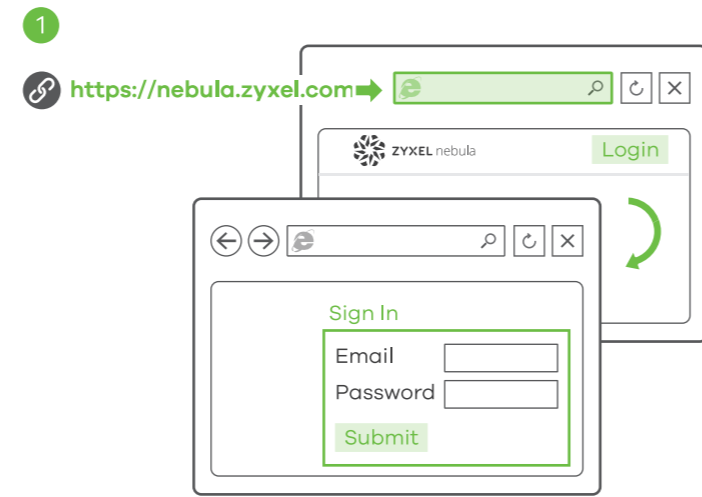 1
https://nebula.zyxel.com
ZYXEL nebula
Login
Sign In
Email
Password
Submit